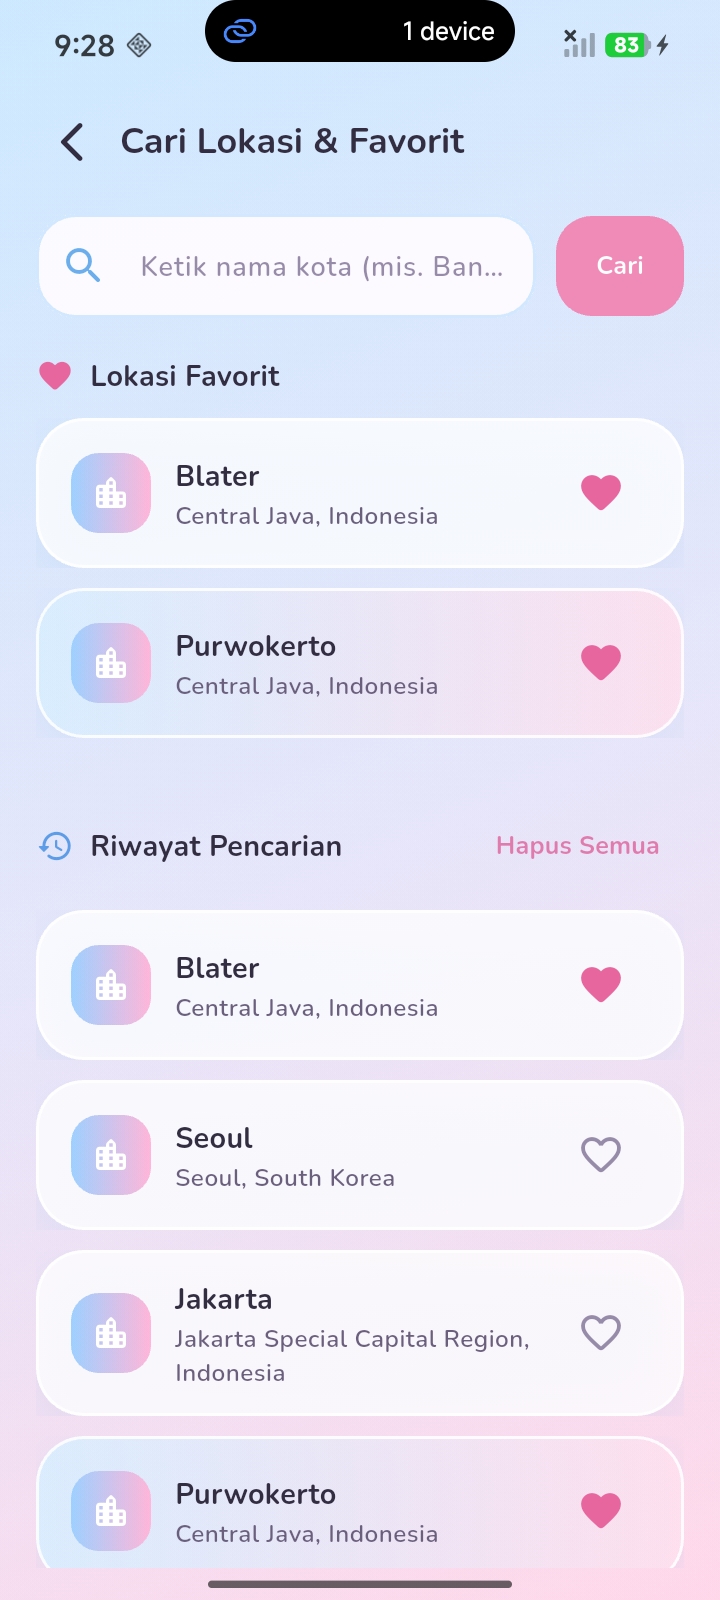 9:28
1 device
83
Cari Lokasi & Favorit
Ketik nama kota (mis. Ban...
Cari
Lokasi Favorit
Blater
Central Java, Indonesia
Purwokerto
Central Java, Indonesia
Riwayat Pencarian
Hapus Semua
Blater
Central Java, Indonesia
Seoul
Seoul, South Korea
Jakarta
Jakarta Special Capital Region,
Indonesia
Purwokerto
Central Java, Indonesia